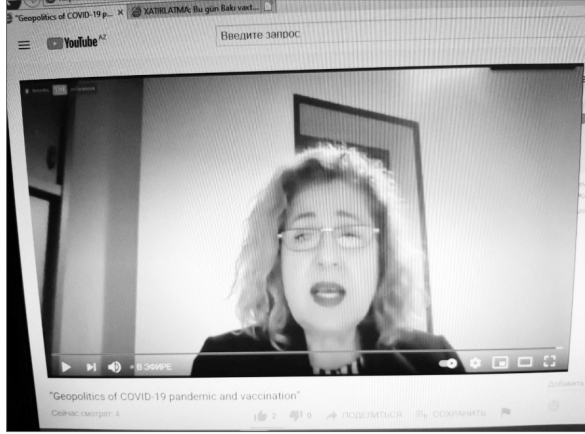 "Geopolitics of COVID-19 p... × XATIRLATMA: Bu gün Bakı vaxt...
YouTube AZ
Введите запрос
В ЭФИРЕ
Добавить
"Geopolitics of COVID-19 pandemic and vaccination"
Сейчас смотрят: 4
2 0 ПОДЕЛИТЬСЯ СОХРАНИТЬ